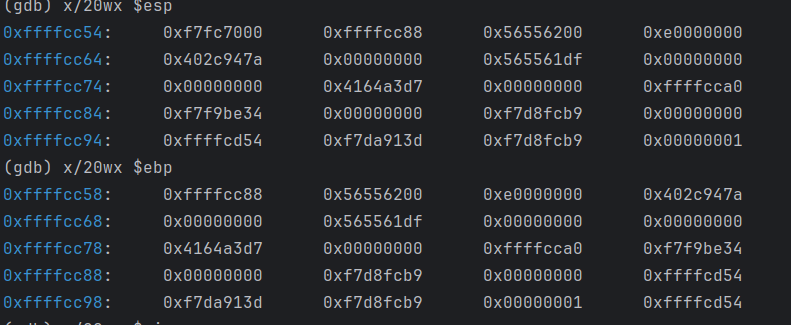 (gdb) x/20wx $esp
0xffffcc54: 0xf7fc7000 0xffffcc88 0x56556200 0xe0000000
0xffffcc64: 0x402c947a 0x00000000 0x565561df 0x00000000
0xffffcc74: 0x00000000 0x4164a3d7 0x00000000 0xffffcca0
0xffffcc84: 0xf7f9be34 0x00000000 0xf7d8fcb9 0x00000000
0xffffcc94: 0xffffcd54 0xf7da913d 0xf7d8fcb9 0x00000001
(gdb) x/20wx $ebp
0xffffcc58: 0xffffcc88 0x56556200 0xe0000000 0x402c947a
0xffffcc68: 0x00000000 0x565561df 0x00000000 0x00000000
0xffffcc78: 0x4164a3d7 0x00000000 0xffffcca0 0xf7f9be34
0xffffcc88: 0x00000000 0xf7d8fcb9 0x00000000 0xffffcd54
0xffffcc98: 0xf7da913d 0xf7d8fcb9 0x00000001 0xffffcd54